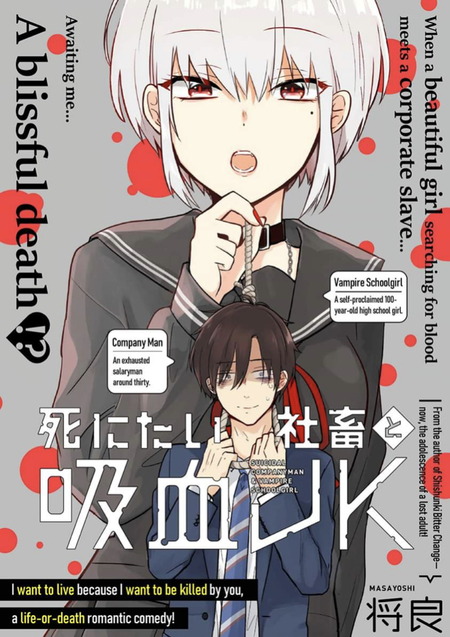 When a beautiful girl searching for blood
meets a corporate slave...
Awaiting me...
A blissful death!?
Vampire Schoolgirl
A self-proclaimed 100-
year-old high school girl.
Company Man
An exhausted
salaryman
around thirty.
死にたい社畜と
吸血JK
SUICIDAL
COMPANYMAN
& VAMPIRE
SCHOOLGIRL
From the author of Shishunki Bitter Change—
now, the adolescence of a lost adult!
I want to live because I want to be killed by you,
a life-or-death romantic comedy!
MASAYOSHI
将良